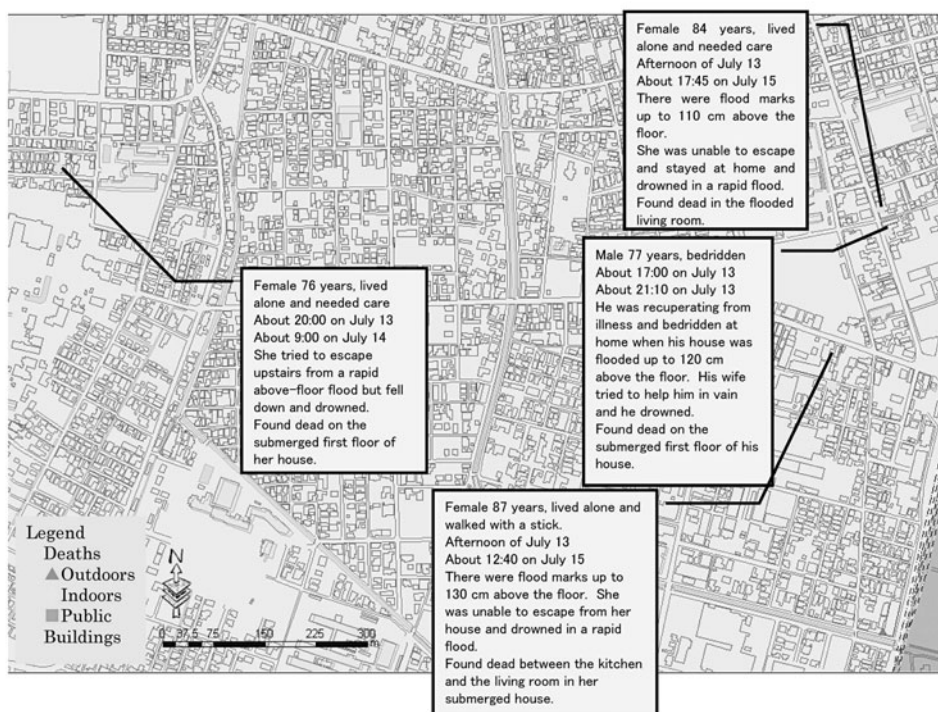 Female 84 years, lived
alone and needed care
Afternoon of July 13
About 17:45 on July 15
There were flood marks
up to 110 cm above the
floor.
She was unable to escape
and stayed at home and
drowned in a rapid flood.
Found dead in the flooded
living room.
Male 77 years, bedridden
About 17:00 on July 13
About 21:10 on July 13
He was recuperating from
illness and bedridden at
home when his house was
flooded up to 120 cm
above the floor. His wife
tried to help him in vain
and he drowned.
Found dead on the
submerged first floor of his
house.
Female 76 years, lived
alone and needed care
About 20:00 on July 13
About 9:00 on July 14
She tried to escape
upstairs from a rapid
above-floor flood but fell
down and drowned.
Found dead on the
submerged first floor of
her house.
Female 87 years, lived alone and
walked with a stick.
Afternoon of July 13
About 12:40 on July 15
There were flood marks up to
130 cm above the floor. She
was unable to escape from her
house and drowned in a rapid
flood.
Found dead between the kitchen
and the living room in her
submerged house.
Legend
Deaths
Outdoors
Indoors
Public
Buildings
N
0 37.5 75 150 225 300
m